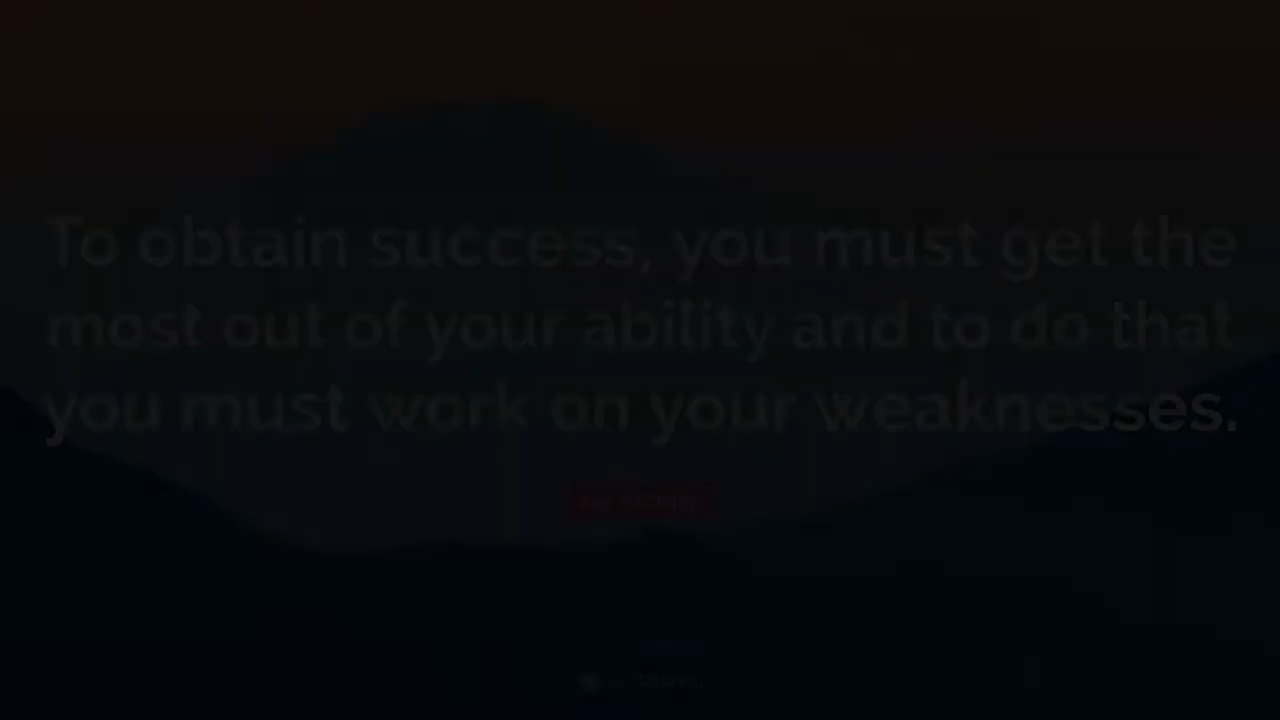 To obtain success, you must get the
most out of your ability and to do that
you must work on your weaknesses.